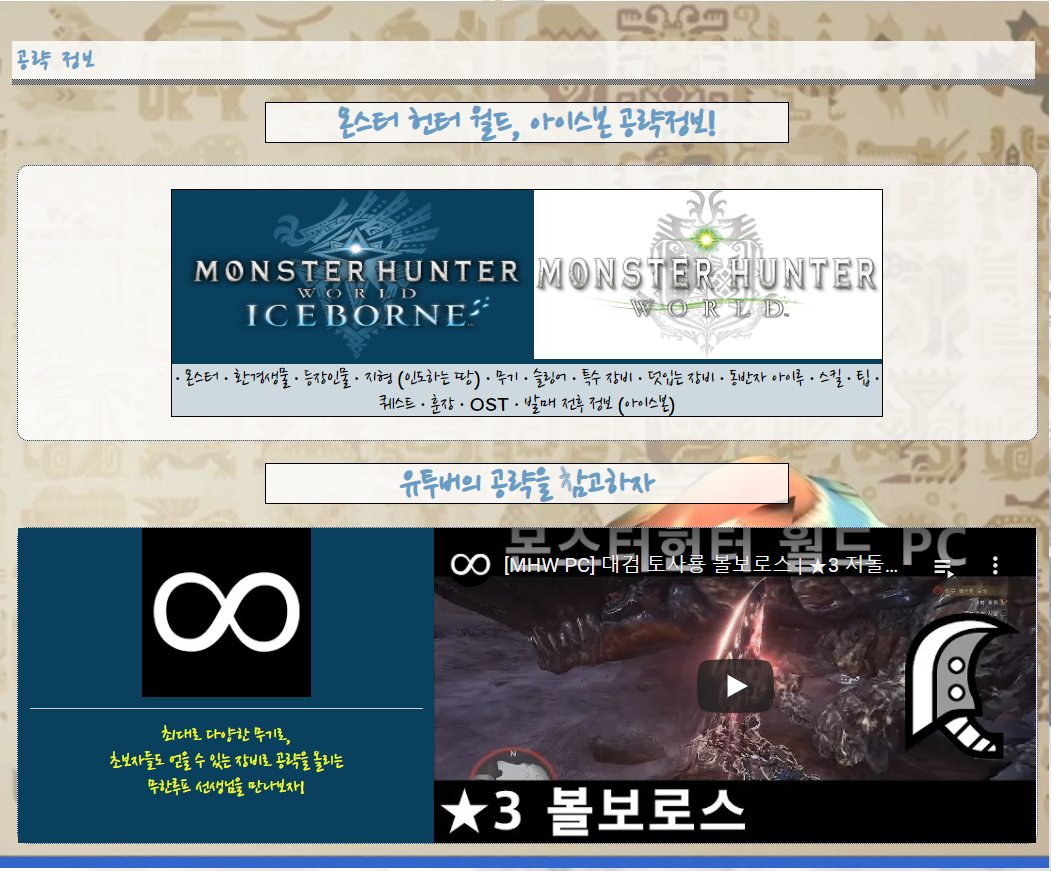 공략 정보
몬스터 헌터 월드, 아이스본 공략정보!
MONSTER HUNTER
WORLD
ICEBORNE
MONSTER HUNTER
WORLD
· 몬스터 · 환경생물 · 등장인물 · 지형 (인도하는 땅) · 무기 · 슬링어 · 특수 장비 · 덧입는 장비 · 동반자 아이루 · 스킬 · 팁 ·
퀘스트 · 훈장 · OST · 발매 전후 정보 (아이스본)
유투버의 공략을 참고하자
최대로 다양한 무기로,
초보자들도 얻을 수 있는 장비로 공략을 올리는
무한루프 선생님을 만나보자!
몬스터헌터 월드 PC
[MHW PC] 대검 토사룡 볼보로스 | ★3 저돌...
N
★3 볼보로스